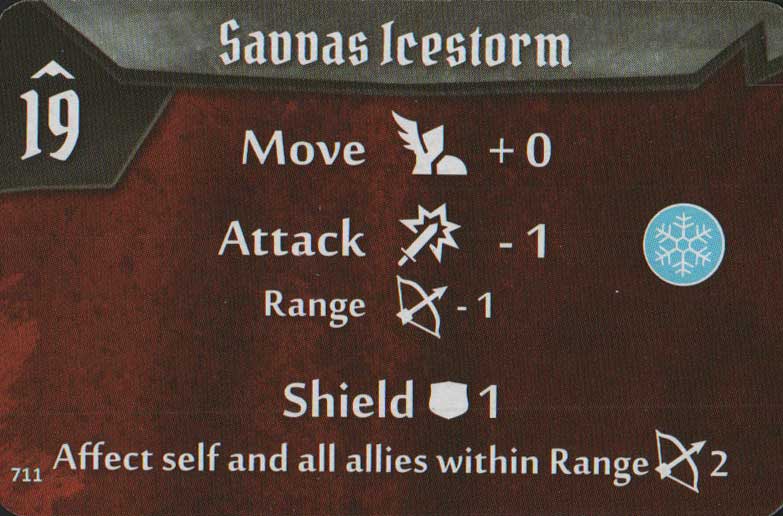 Savvas Icestorm
19
Move + 0
Attack - 1
Range - 1
Shield 1
Affect self and all allies within Range 2
711